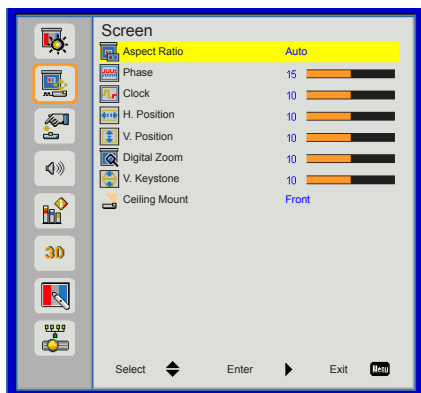 Screen
Aspect Ratio Auto
Phase 15
Clock 10
H. Position 10
V. Position 10
Digital Zoom 10
V. Keystone 10
Ceiling Mount Front
3D
Select Enter Exit Menu